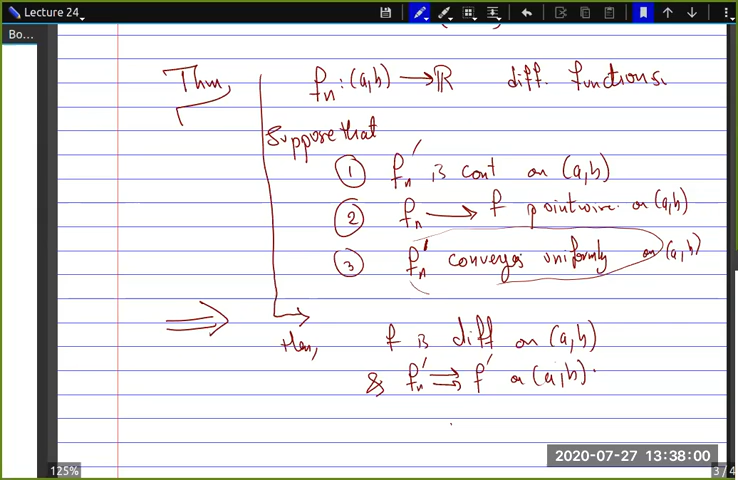 Lecture 24
Bo...
Thm,
fₙ : (a,b) ⟶ ℝ diff. functions.
Suppose that
① fₙ' is cont on (a,b)
② fₙ ⟶ f pointwise on (a,b)
③ fₙ' converges uniformly on (a,b)
⟹
then, f is diff on (a,b)
& fₙ' ⇉ f' on (a,b).
2020-07-27 13:38:00
125%
3/4